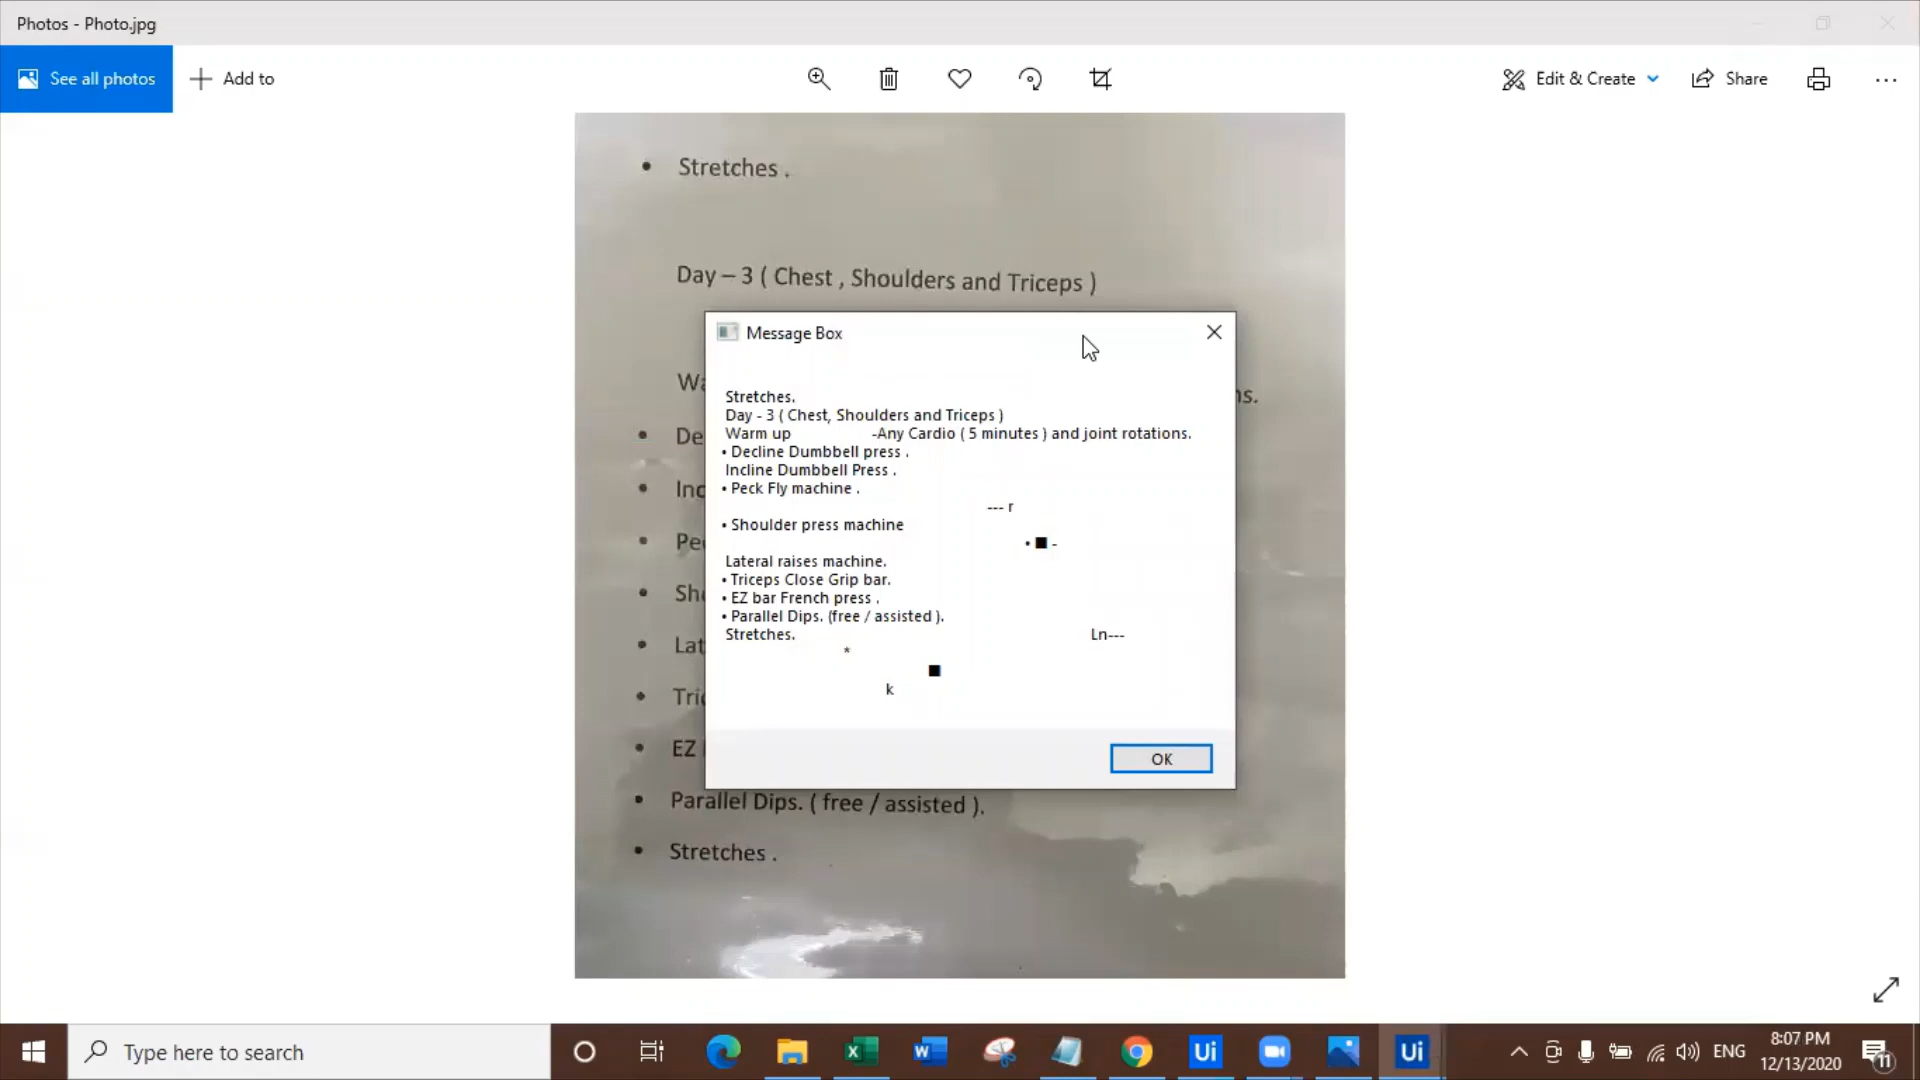 Photos - Photo.jpg
See all photos
Add to
Edit & Create
Share
• Stretches .
Day – 3 ( Chest , Shoulders and Triceps )
Message Box
Stretches.
Day - 3 ( Chest, Shoulders and Triceps )
Warm up -Any Cardio ( 5 minutes ) and joint rotations.
• Decline Dumbbell press .
Incline Dumbbell Press .
• Peck Fly machine .
--- r
• Shoulder press machine
• ■ -
Lateral raises machine.
• Triceps Close Grip bar.
• EZ bar French press .
• Parallel Dips. (free / assisted ).
Stretches. Ln---
*
■
k
OK
• EZ
• Parallel Dips. ( free / assisted ).
• Stretches .
Type here to search
ENG
8:07 PM
12/13/2020
11